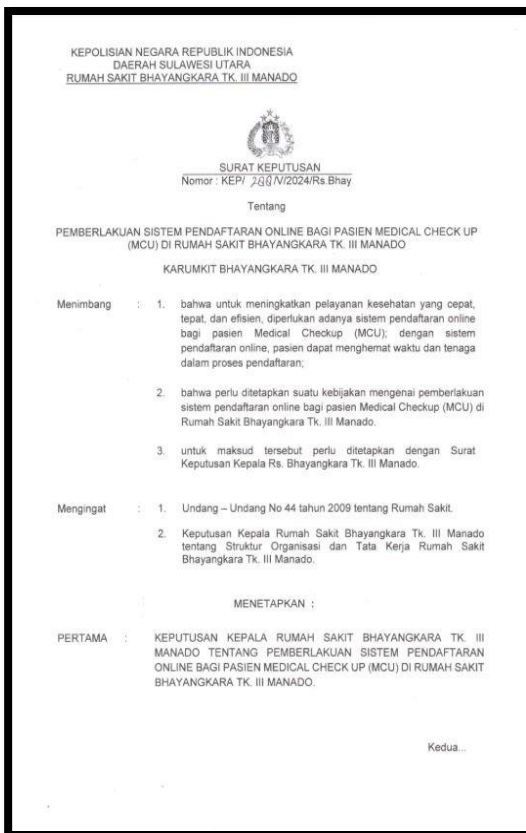 KEPOLISIAN NEGARA REPUBLIK INDONESIA
DAERAH SULAWESI UTARA
RUMAH SAKIT BHAYANGKARA TK. III MANADO
SURAT KEPUTUSAN
Nomor : KEP/ /V/2024/Rs.Bhay
Tentang
PEMBERLAKUAN SISTEM PENDAFTARAN ONLINE BAGI PASIEN MEDICAL CHECK UP
(MCU) DI RUMAH SAKIT BHAYANGKARA TK. III MANADO
KARUMKIT BHAYANGKARA TK. III MANADO
Menimbang : 1. bahwa untuk meningkatkan pelayanan kesehatan yang cepat,
tepat, dan efisien, diperlukan adanya sistem pendaftaran online
bagi pasien Medical Checkup (MCU); dengan sistem
pendaftaran online, pasien dapat menghemat waktu dan tenaga
dalam proses pendaftaran;
2. bahwa perlu ditetapkan suatu kebijakan mengenai pemberlakuan
sistem pendaftaran online bagi pasien Medical Checkup (MCU) di
Rumah Sakit Bhayangkara Tk. III Manado.
3. untuk maksud tersebut perlu ditetapkan dengan Surat
Keputusan Kepala Rs. Bhayangkara Tk. III Manado.
Mengingat : 1. Undang – Undang No 44 tahun 2009 tentang Rumah Sakit.
2. Keputusan Kepala Rumah Sakit Bhayangkara Tk. III Manado
tentang Struktur Organisasi dan Tata Kerja Rumah Sakit
Bhayangkara Tk. III Manado.
MENETAPKAN :
PERTAMA : KEPUTUSAN KEPALA RUMAH SAKIT BHAYANGKARA TK. III
MANADO TENTANG PEMBERLAKUAN SISTEM PENDAFTARAN
ONLINE BAGI PASIEN MEDICAL CHECK UP (MCU) DI RUMAH SAKIT
BHAYANGKARA TK. III MANADO.
Kedua...